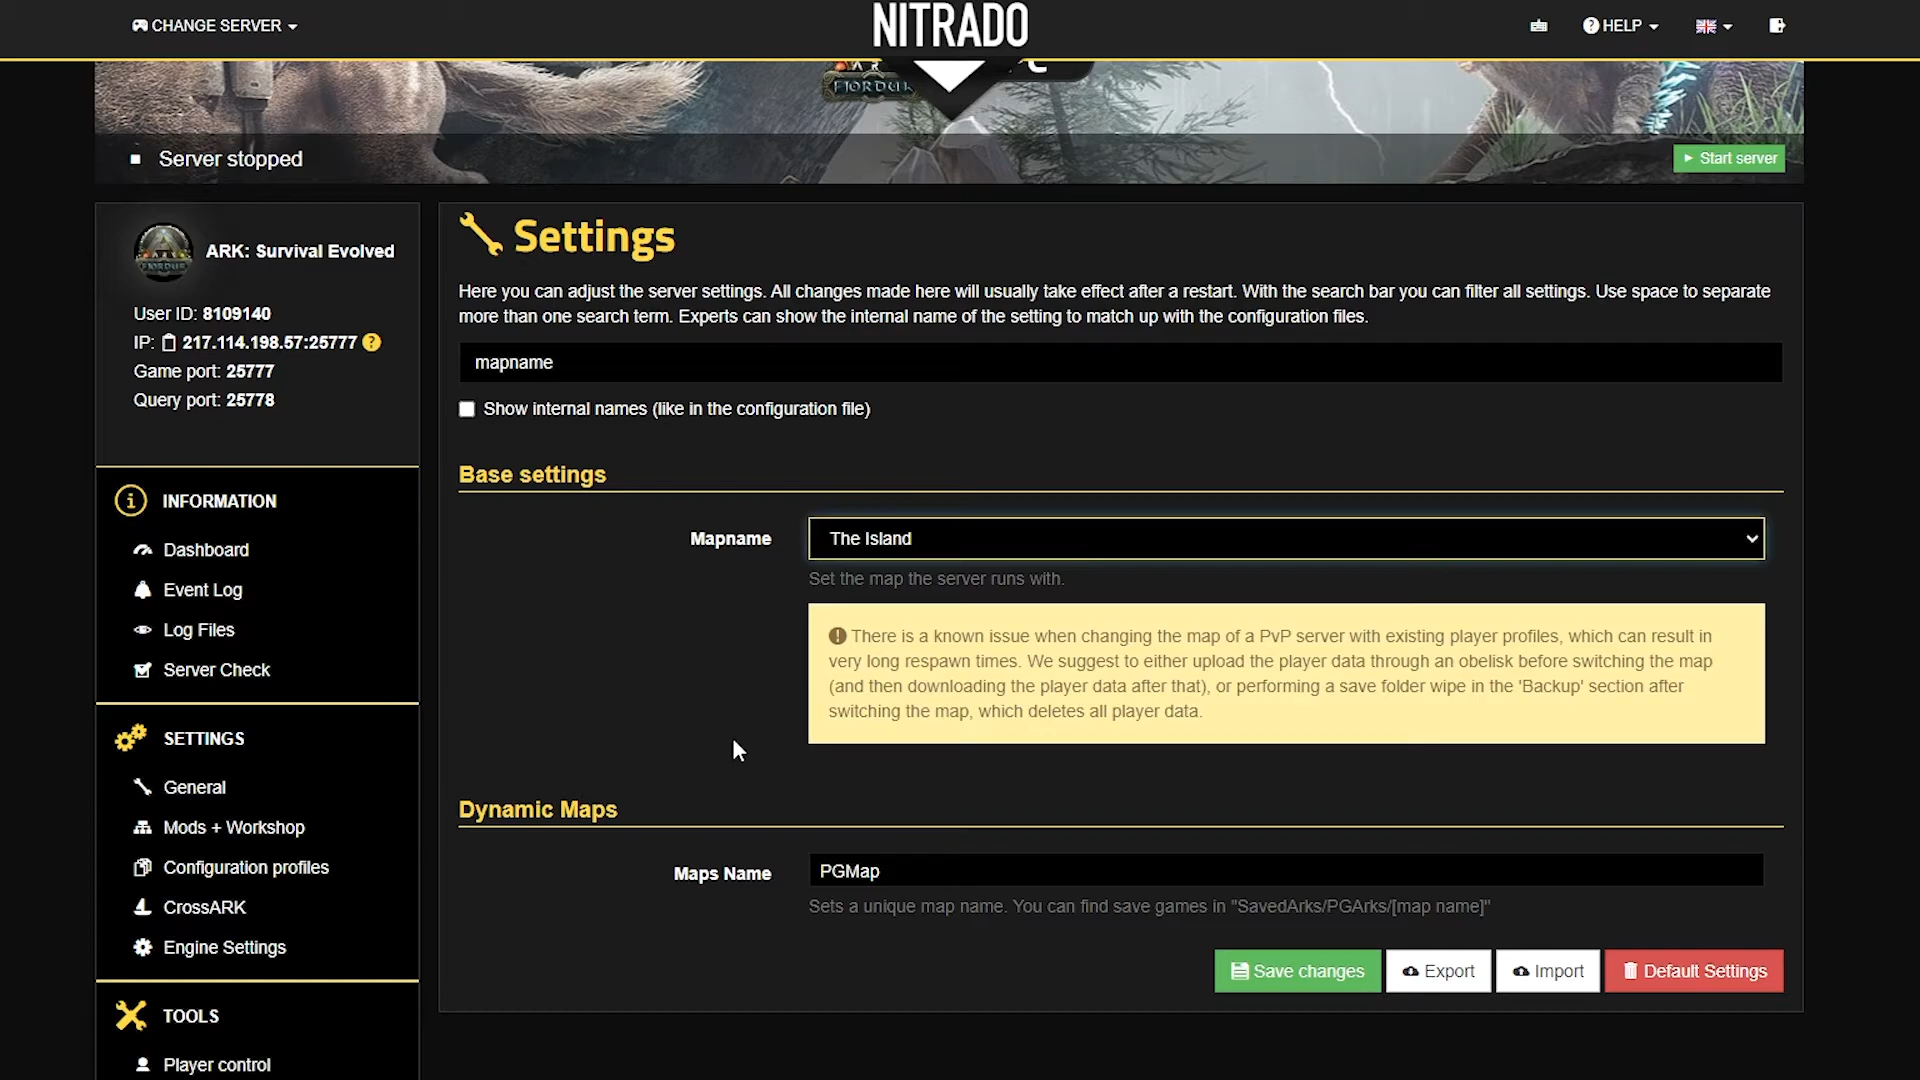 CHANGE SERVER
NITRADO
HELP
FJORDUR
Server stopped
Start server
ARK: Survival Evolved
User ID: 8109140
IP: 217.114.198.57:25777 ?
Game port: 25777
Query port: 25778
INFORMATION
Dashboard
Event Log
Log Files
Server Check
SETTINGS
General
Mods + Workshop
Configuration profiles
CrossARK
Engine Settings
TOOLS
Player control
Settings
Here you can adjust the server settings. All changes made here will usually take effect after a restart. With the search bar you can filter all settings. Use space to separate
more than one search term. Experts can show the internal name of the setting to match up with the configuration files.
mapname
Show internal names (like in the configuration file)
Base settings
Mapname
The Island
Set the map the server runs with.
There is a known issue when changing the map of a PvP server with existing player profiles, which can result in
very long respawn times. We suggest to either upload the player data through an obelisk before switching the map
(and then downloading the player data after that), or performing a save folder wipe in the 'Backup' section after
switching the map, which deletes all player data.
Dynamic Maps
Maps Name
PGMap
Sets a unique map name. You can find save games in "SavedArks/PGArks/[map name]"
Save changes
Export
Import
Default Settings